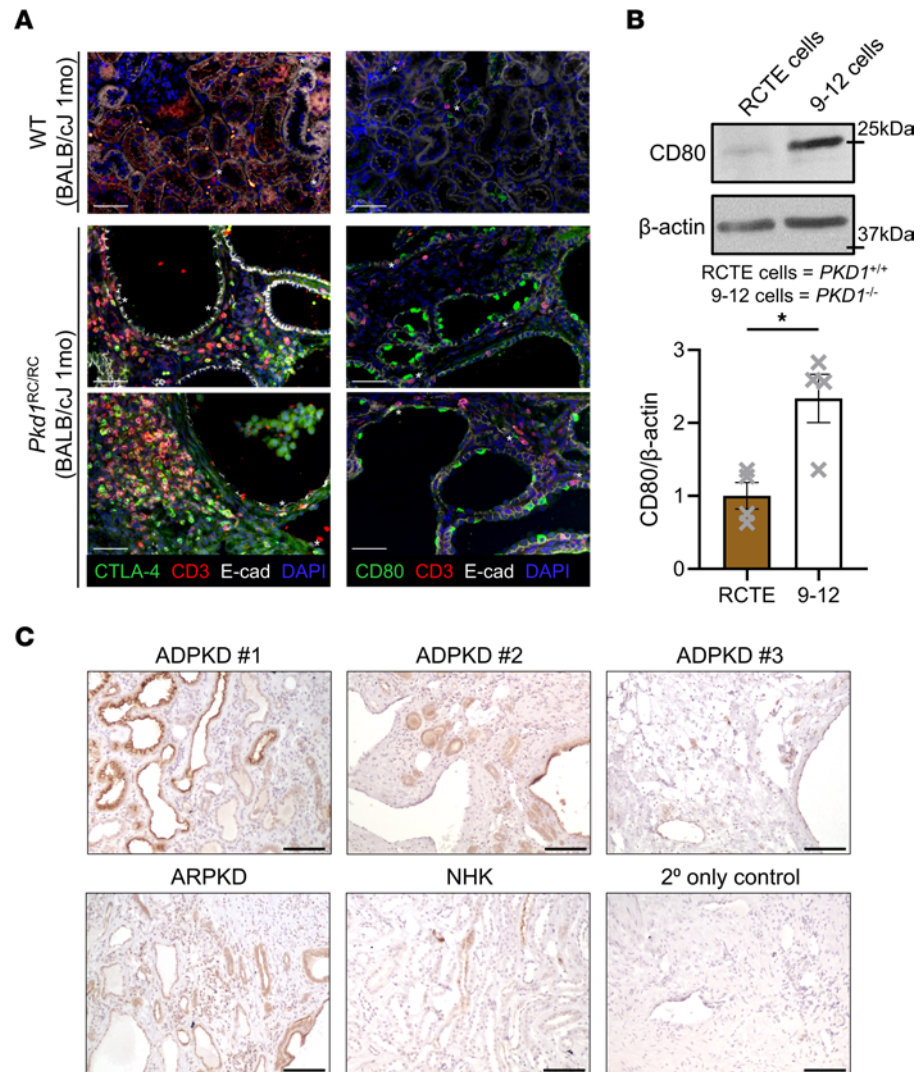 A
WT
(BALB/cJ 1mo)
Pkd1RC/RC
(BALB/cJ 1mo)
CTLA-4 CD3 E-cad DAPI
CD80 CD3 E-cad DAPI
B
RCTE cells
9-12 cells
CD80
25kDa
β-actin
37kDa
RCTE cells = PKD1+/+
9-12 cells = PKD1-/-
*
CD80/β-actin
3
2
1
0
RCTE 9-12
C
ADPKD #1 ADPKD #2 ADPKD #3
ARPKD NHK 2º only control